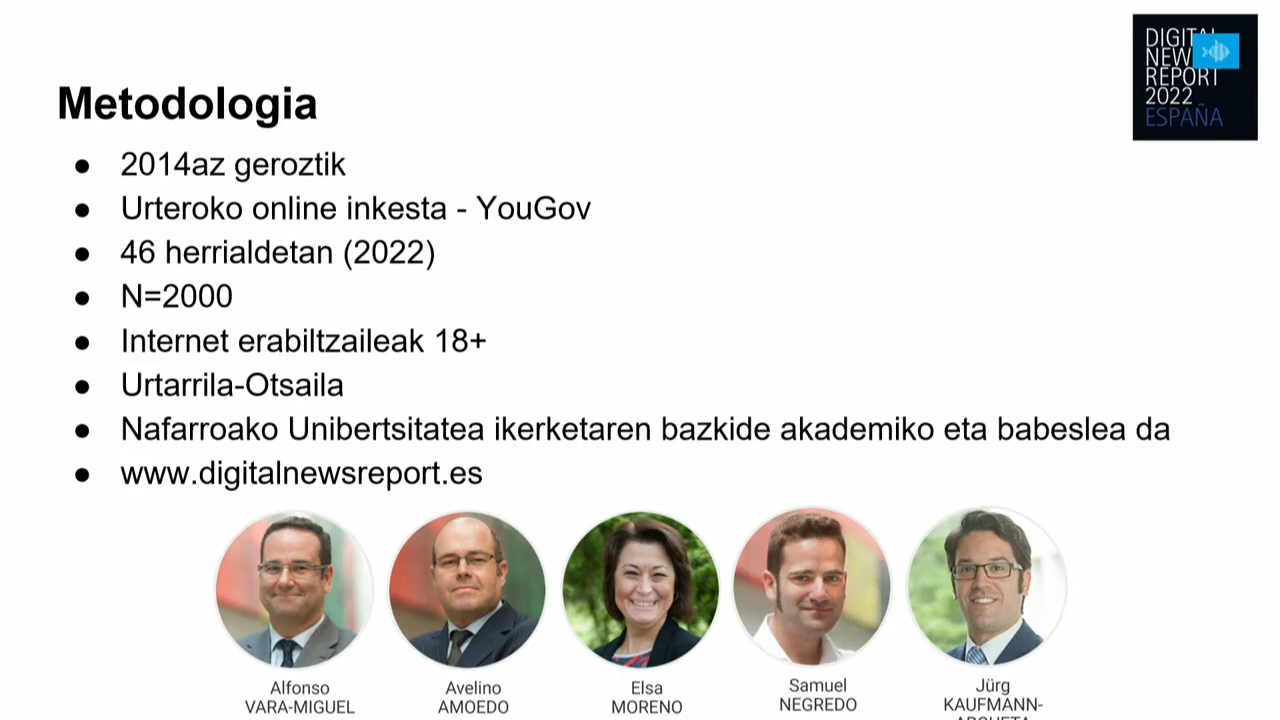 DIGITAL
NEWS
REPORT
2022
ESPAÑA
Metodologia
● 2014az geroztik
● Urteroko online inkesta - YouGov
● 46 herrialdetan (2022)
● N=2000
● Internet erabiltzaileak 18+
● Urtarrila-Otsaila
● Nafarroako Unibertsitatea ikerketaren bazkide akademiko eta babeslea da
● www.digitalnewsreport.es
Alfonso
VARA-MIGUEL
Avelino
AMOEDO
Elsa
MORENO
Samuel
NEGREDO
Jürg
KAUFMANN-
ARGUETA